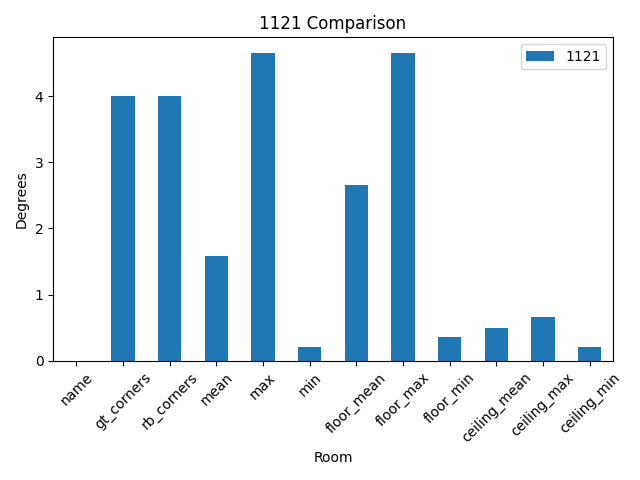 1121 Comparison
1121
Degrees
4
3
2
1
0
name
gt_corners
rb_corners
mean
max
min
floor_mean
floor_max
floor_min
ceiling_mean
ceiling_max
ceiling_min
Room